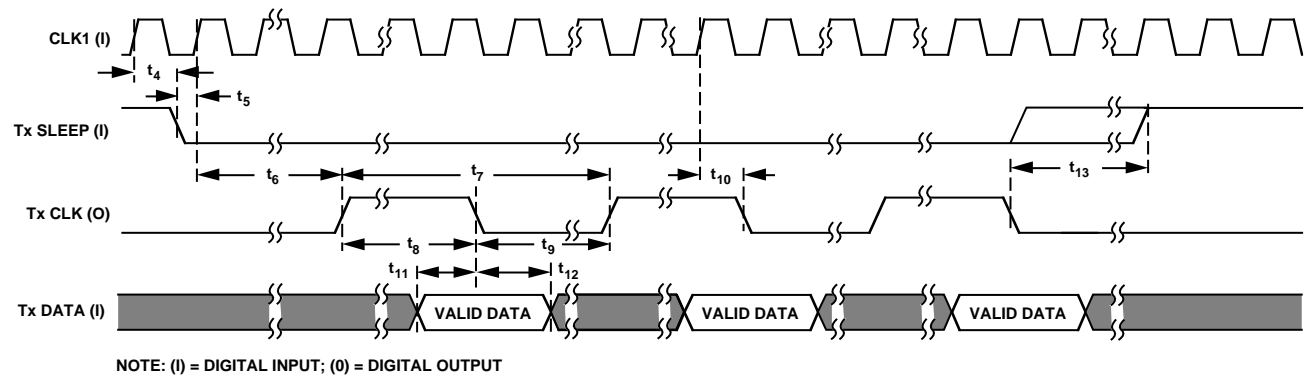 CLK1 (I)
t4
t5
Tx SLEEP (I)
t6
t7
t10
t13
Tx CLK (O)
t8
t9
t11
t12
Tx DATA (I)
VALID DATA
VALID DATA
VALID DATA
NOTE: (I) = DIGITAL INPUT; (0) = DIGITAL OUTPUT